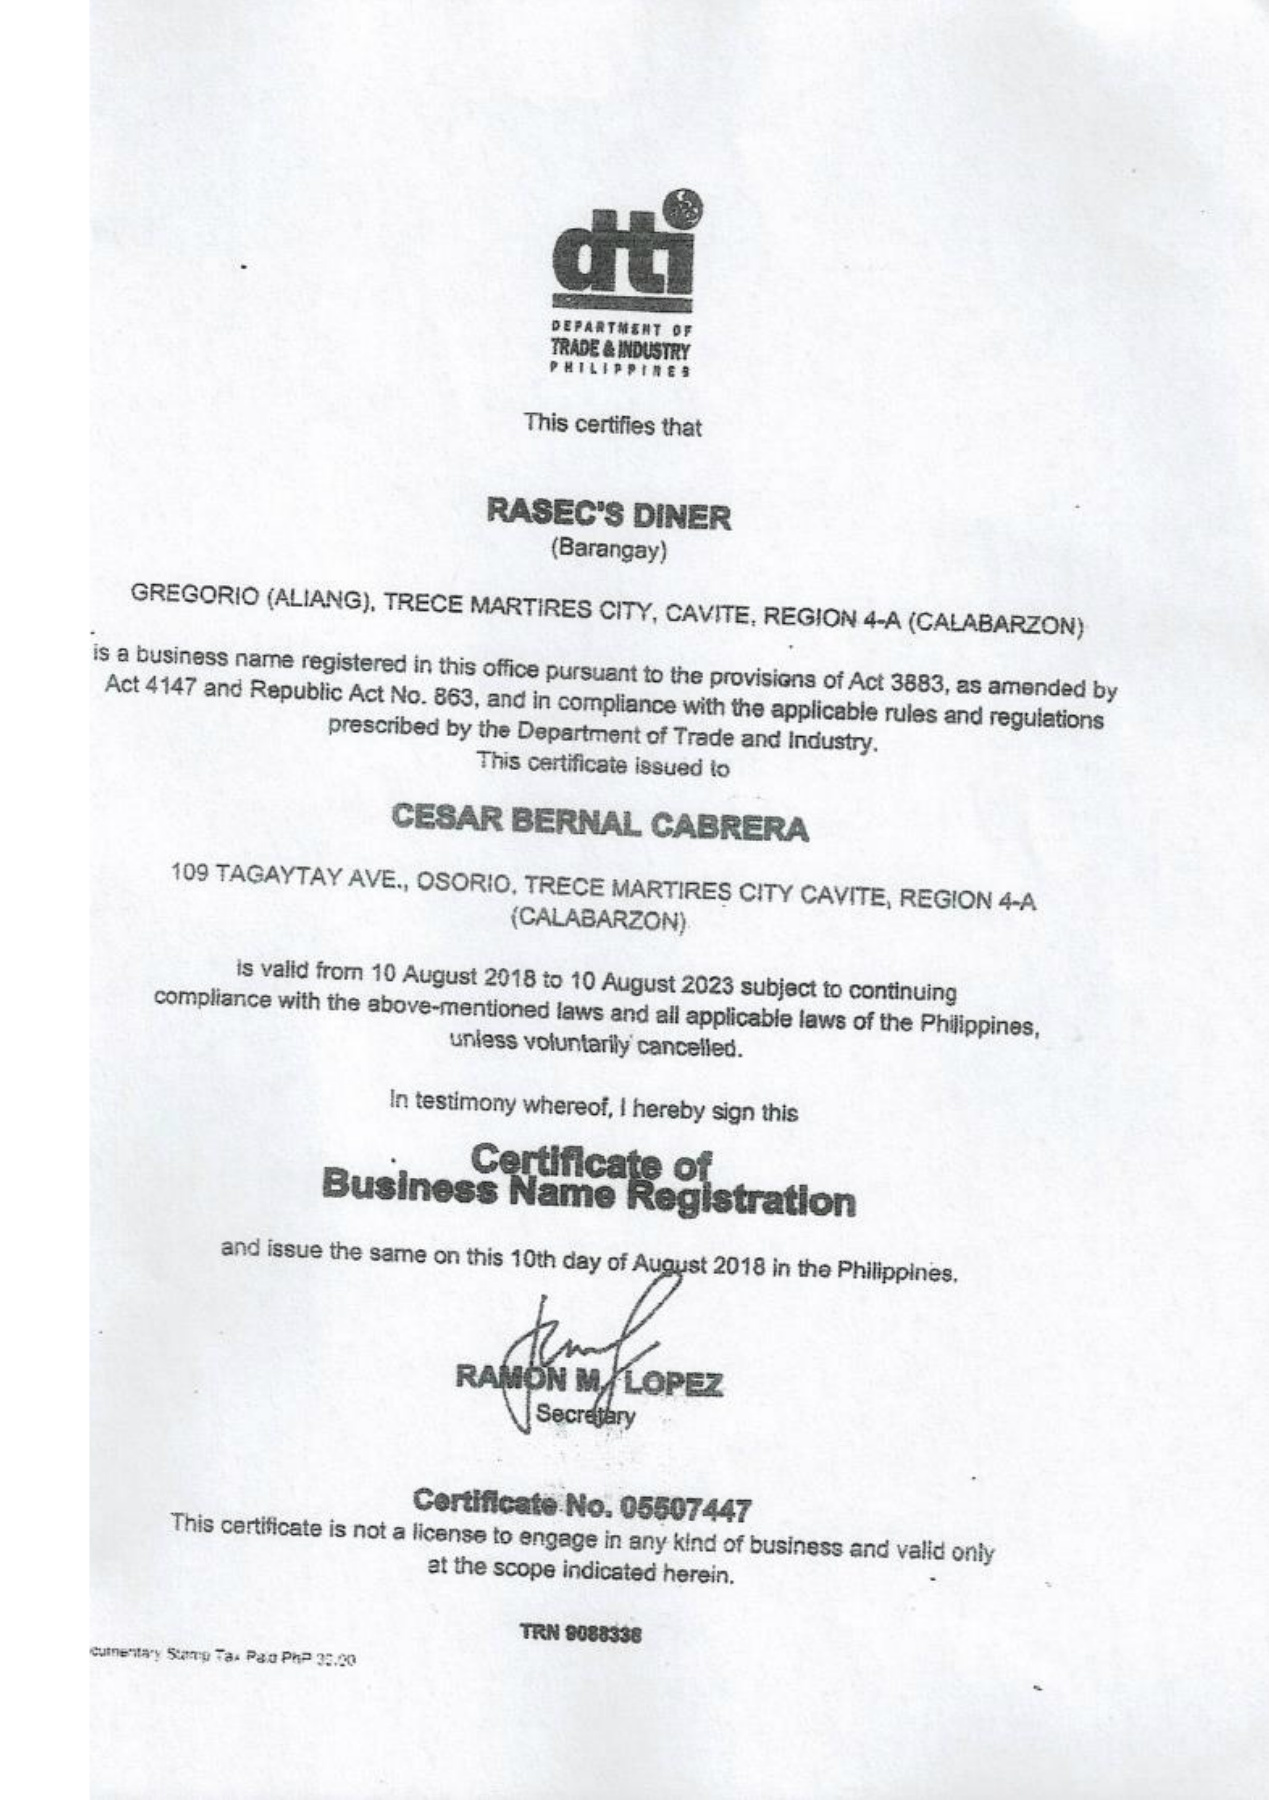 dti
DEPARTMENT OF
TRADE & INDUSTRY
PHILIPPINES
This certifies that
RASEC'S DINER
(Barangay)
GREGORIO (ALIANG), TRECE MARTIRES CITY, CAVITE, REGION 4-A (CALABARZON)
is a business name registered in this office pursuant to the provisions of Act 3883, as amended by
Act 4147 and Republic Act No. 863, and in compliance with the applicable rules and regulations
prescribed by the Department of Trade and Industry.
This certificate issued to
CESAR BERNAL CABRERA
109 TAGAYTAY AVE., OSORIO, TRECE MARTIRES CITY CAVITE, REGION 4-A
(CALABARZON)
is valid from 10 August 2018 to 10 August 2023 subject to continuing
compliance with the above-mentioned laws and all applicable laws of the Philippines,
unless voluntarily cancelled.
In testimony whereof, I hereby sign this
Certificate of
Business Name Registration
and issue the same on this 10th day of August 2018 in the Philippines.
RAMON M. LOPEZ
Secretary
Certificate No. 05507447
This certificate is not a license to engage in any kind of business and valid only
at the scope indicated herein.
TRN 9088338
cumentary Stamp Tax Paid PhP 30.00